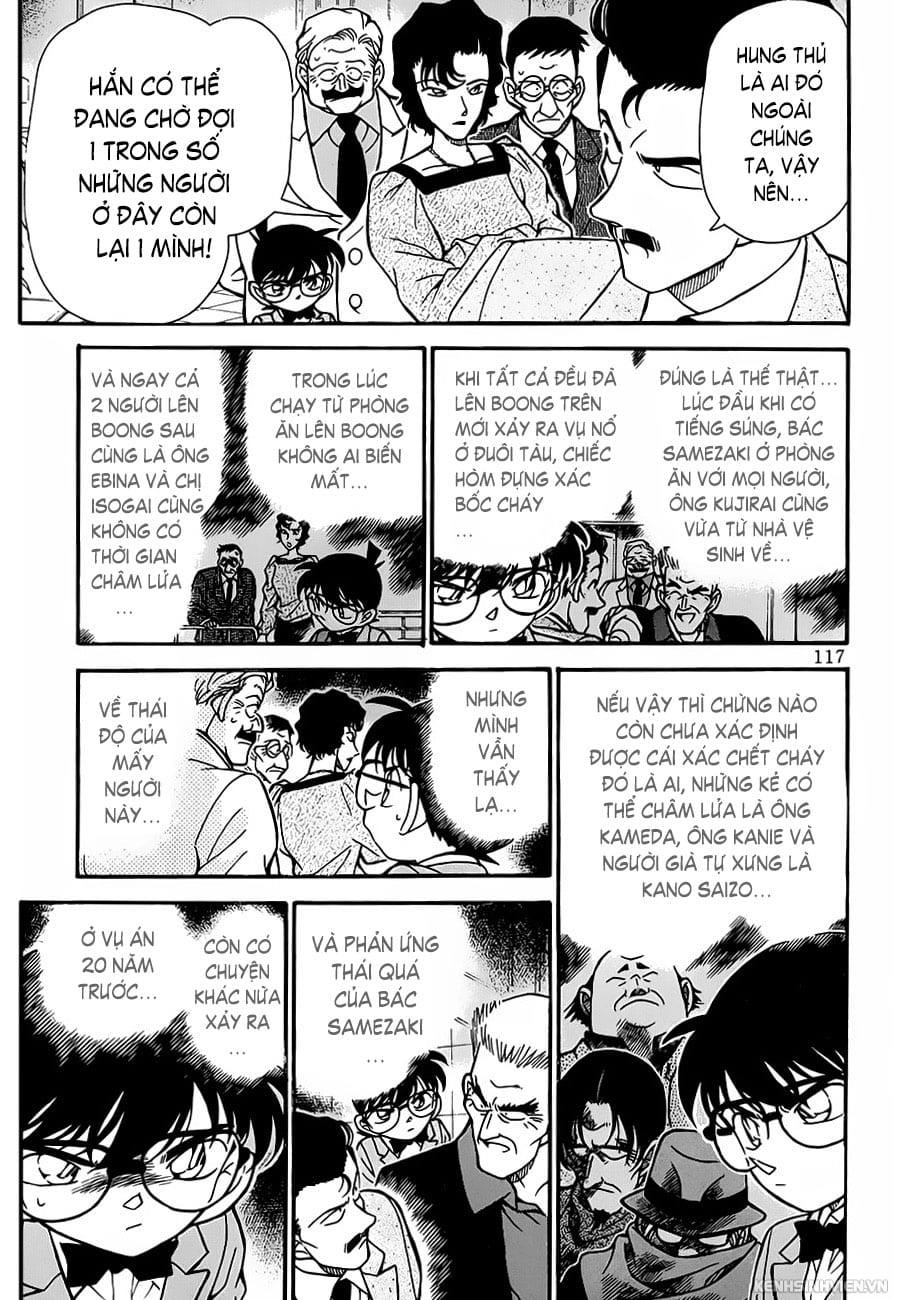 HUNG THỦ
LÀ AI ĐÓ
NGOÀI
CHÚNG
TA, VẬY
NÊN...
HẮN CÓ THỂ
ĐANG CHỜ ĐỢI
1 TRONG SỐ
NHỮNG NGƯỜI
Ở ĐÂY CÒN
LẠI 1 MÌNH!
ĐÚNG LÀ THẾ THẬT...
LÚC ĐẦU KHI CÓ
TIẾNG SÚNG, BÁC
SAMEZAKI Ở PHÒNG
ĂN VỚI MỌI NGƯỜI,
ÔNG KUJIRAI CŨNG
VỪA TỪ NHÀ VỆ
SINH VỀ...
KHI TẤT CẢ ĐỀU ĐÃ
LÊN BOONG TRÊN
MỚI XẢY RA VỤ NỔ
Ở ĐUÔI TÀU, CHIẾC
HÒM ĐỰNG XÁC
BỐC CHÁY
...
TRONG LÚC
CHẠY TỪ PHÒNG
ĂN LÊN BOONG
KHÔNG AI BIẾN
MẤT...
VÀ NGAY CẢ
2 NGƯỜI LÊN
BOONG SAU
CÙNG LÀ ÔNG
EBINA VÀ CHỊ
ISOGAI CŨNG
KHÔNG CÓ
THỜI GIAN
CHÂM LỬA
...
117
NẾU VẬY THÌ CHỪNG NÀO
CÒN CHƯA XÁC ĐỊNH
ĐƯỢC CÁI XÁC CHẾT CHÁY
ĐÓ LÀ AI, NHỮNG KẺ CÓ
THỂ CHÂM LỬA LÀ ÔNG
KAMEDA, ÔNG KANIE VÀ
NGƯỜI GIÀ TỰ XƯNG LÀ
KANO SAIZO...
NHƯNG
MÌNH
VẪN
THẤY
LẠ...
VỀ THÁI
ĐỘ CỦA
MẤY
NGƯỜI
NÀY...
VÀ PHẢN ỨNG
THÁI QUÁ
CỦA BÁC
SAMEZAKI
...
CÒN CÓ
CHUYỆN
KHÁC NỮA
XẢY RA
...
Ở VỤ ÁN
20 NĂM
TRƯỚC...
KENHSINHVIEN.VN